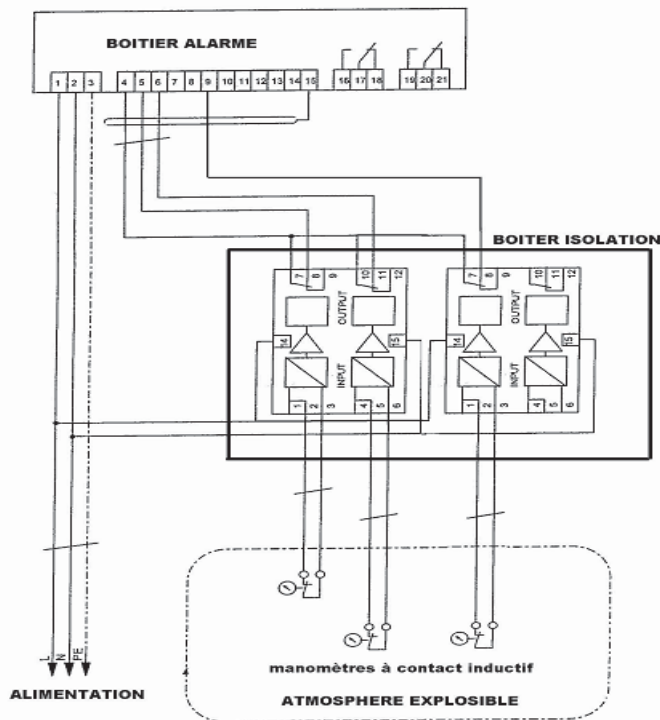 BOITIER ALARME
1 2 3 4 5 6 7 8 9 10 11 12 13 14 15 16 17 18 19 20 21
BOITER ISOLATION
7 8 9 10 11 12 7 8 9 10 11 12
OUTPUT OUTPUT
14 15 14 15
INPUT INPUT
1 2 3 4 5 6 1 2 3 4 5 6
L N PE
manomètres à contact inductif
ALIMENTATION
ATMOSPHERE EXPLOSIBLE